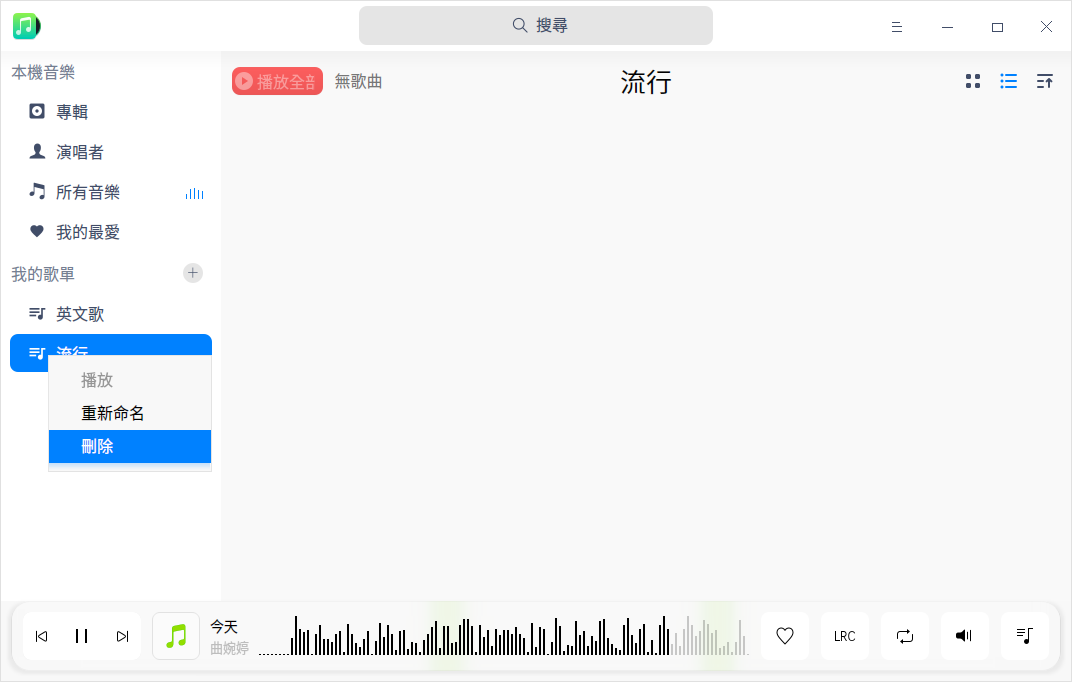 搜尋
本機音樂
專輯
演唱者
所有音樂
我的最愛
我的歌單
英文歌
流行
播放
重新命名
刪除
播放全部 無歌曲
流行
今天
曲婉婷
LRC